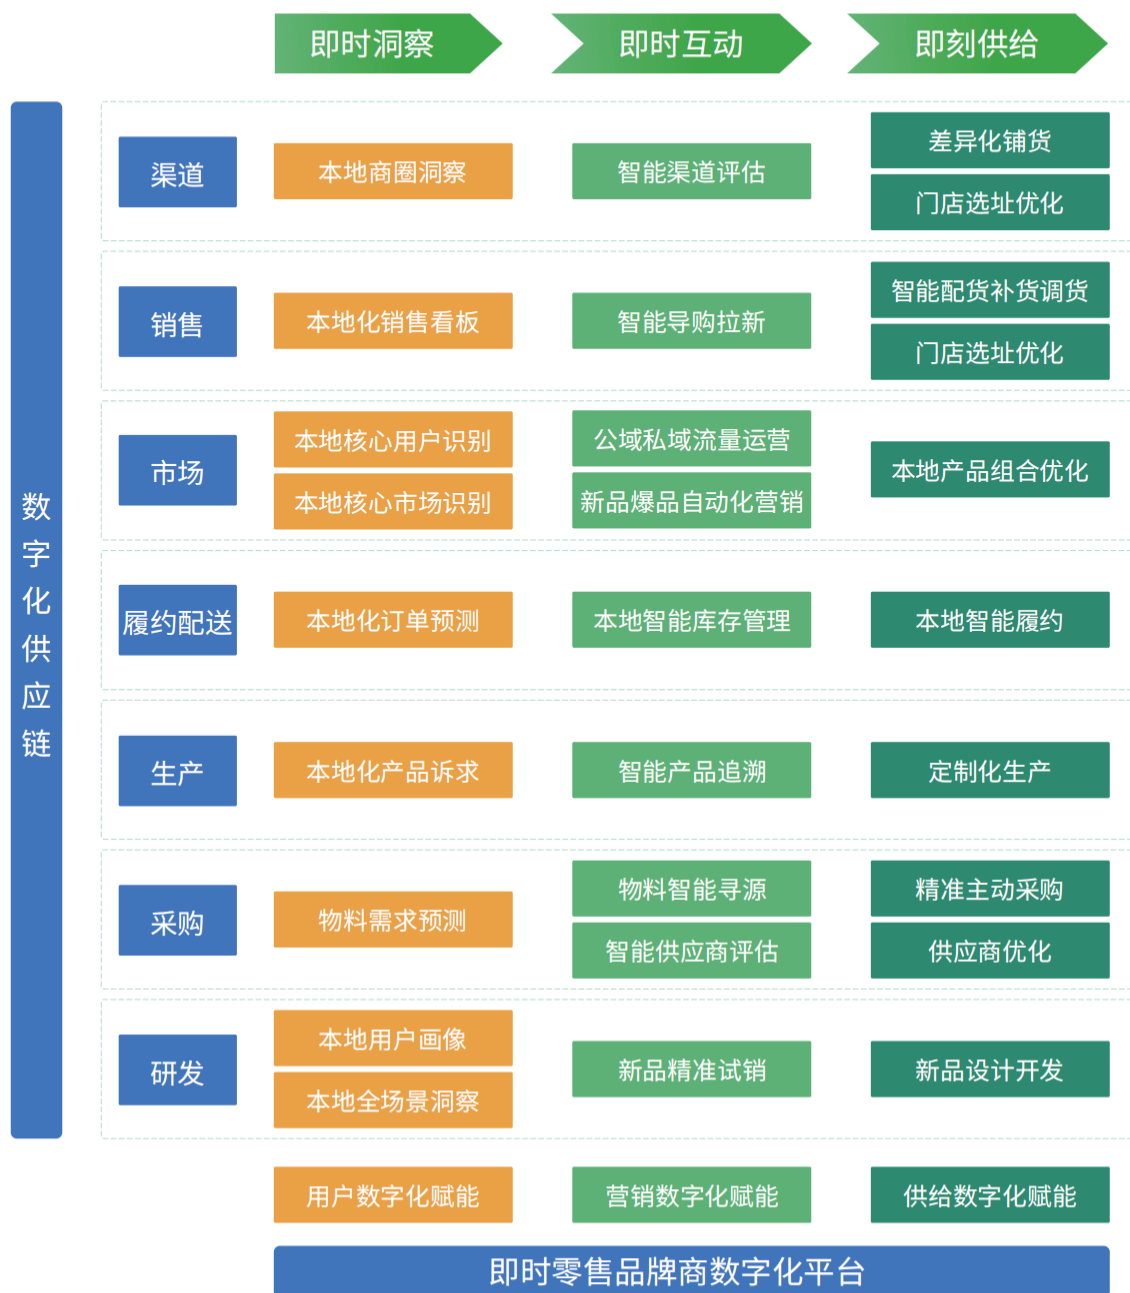 即时洞察
即时互动
即刻供给
数字化供应链
渠道
本地商圈洞察
智能渠道评估
差异化铺货
门店选址优化
销售
本地化销售看板
智能导购拉新
智能配货补货调货
门店选址优化
市场
本地核心用户识别
本地核心市场识别
公域私域流量运营
新品爆品自动化营销
本地产品组合优化
履约配送
本地化订单预测
本地智能库存管理
本地智能履约
生产
本地化产品诉求
智能产品追溯
定制化生产
采购
物料需求预测
物料智能寻源
智能供应商评估
精准主动采购
供应商优化
研发
本地用户画像
本地全场景洞察
新品精准试销
新品设计开发
用户数字化赋能
营销数字化赋能
供给数字化赋能
即时零售品牌商数字化平台